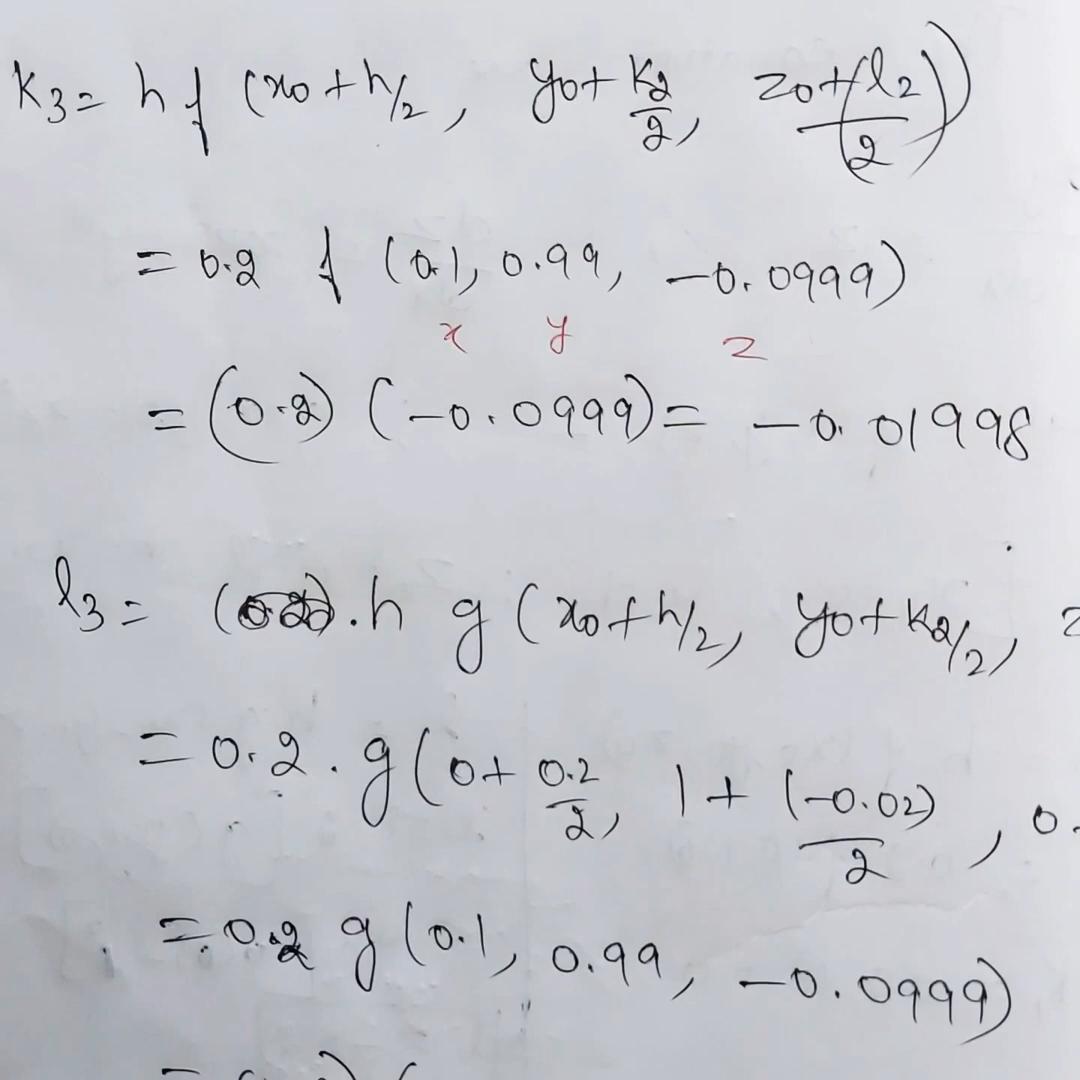 K3 = hf (x0 + h/2, y0 + K2/2, z0 + (l2)/2)
= 0.2 f (0.1, 0.99, -0.0999)
x y z
= (0.2) (-0.0999) = -0.01998
l3 = . h g (x0 + h/2, y0 + K2/2, z
= 0.2 . g (0 + 0.2/2, 1 + (-0.02)/2, 0.
= 0.2 g (0.1, 0.99, -0.0999)